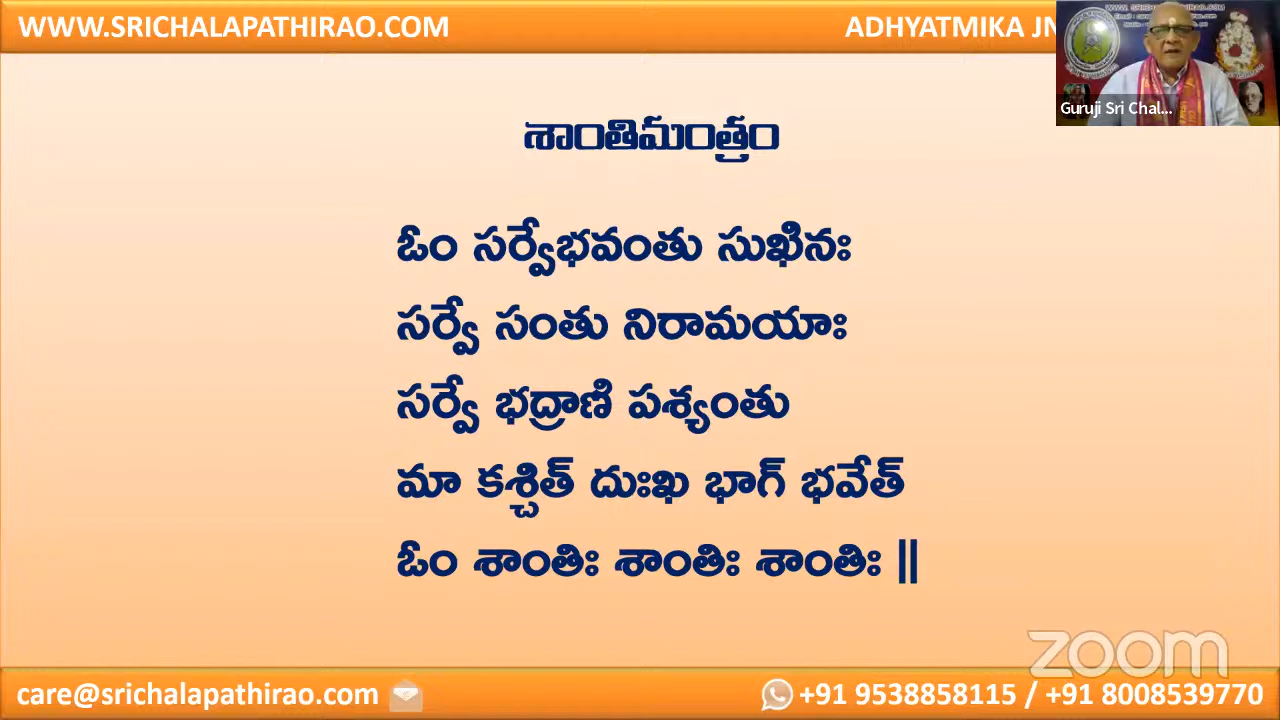 WWW.SRICHALAPATHIRAO.COM
ADHYATMIKA
Guruji Sri Chal...
శాంతిమంత్రం
ఓం సర్వేభవంతు సుఖినః
సర్వే సంతు నిరామయాః
సర్వే భద్రాణి పశ్యంతు
మా కశ్చిత్ దుఃఖ భాగ్ భవేత్
ఓం శాంతిః శాంతిః శాంతిః ||
zoom
care@srichalapathirao.com
+91 9538858115 / +91 8008539770